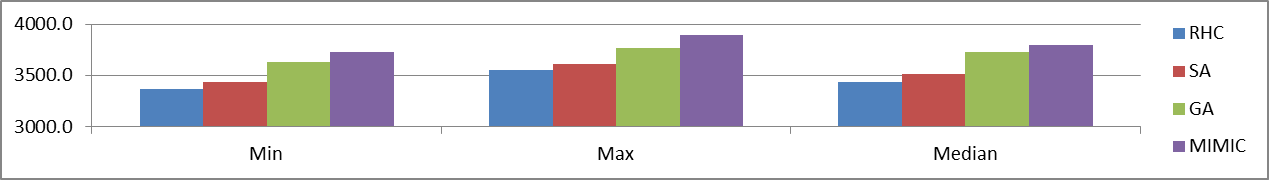 4000.0
3500.0
3000.0
Min
Max
Median
RHC
SA
GA
MIMIC